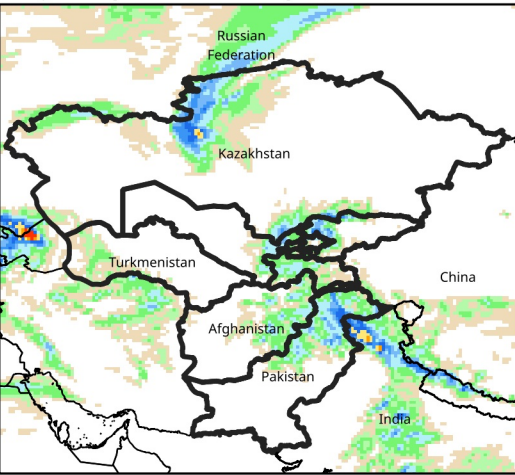 Russian
Federation
Kazakhstan
Turkmenistan
China
Afghanistan
Pakistan
India